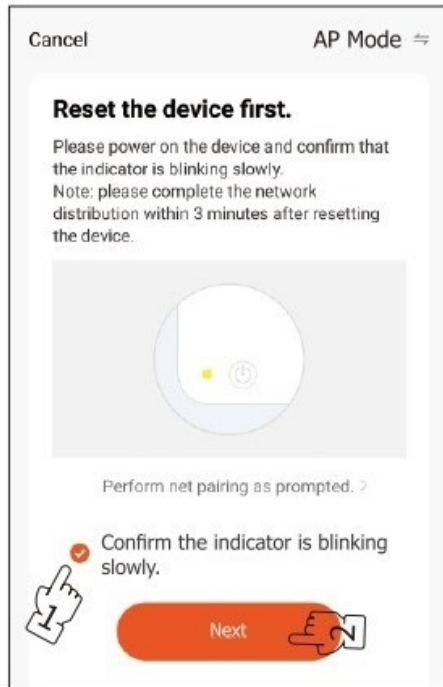 Cancel
AP Mode
Reset the device first.
Please power on the device and confirm that
the indicator is blinking slowly.
Note: please complete the network
distribution within 3 minutes after resetting
the device.
Perform net pairing as prompted. >
Confirm the indicator is blinking
slowly.
1
Next
2